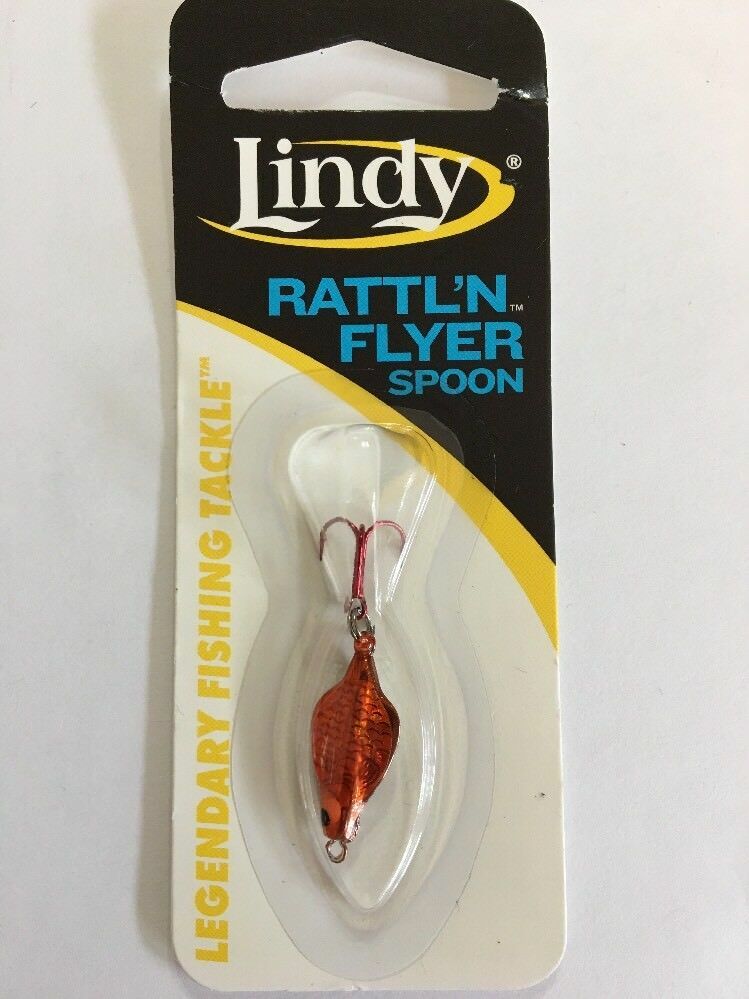 Lindy®
RATTL'N™
FLYER
SPOON
LEGENDARY FISHING TACKLE™